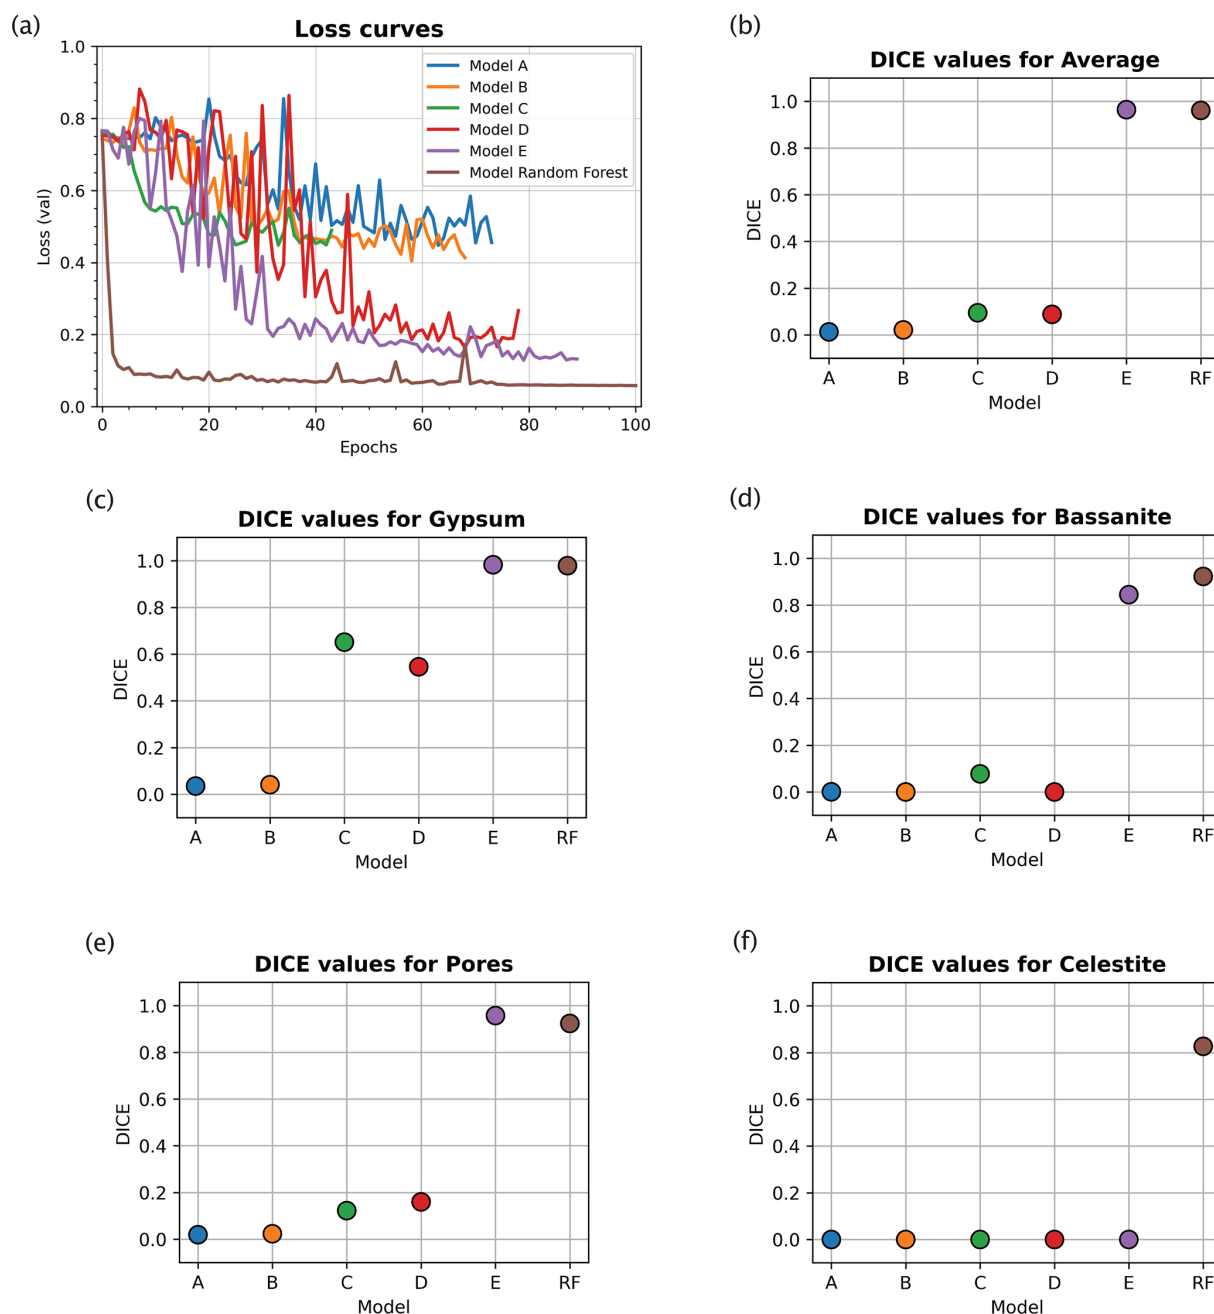 (a)
Loss curves
1.0
0.8
0.6
0.4
0.2
0.0
Loss (val)
0 20 40 60 80 100
Epochs
Model A
Model B
Model C
Model D
Model E
Model Random Forest
(b)
DICE values for Average
1.0
0.8
0.6
0.4
0.2
0.0
DICE
A B C D E RF
Model
(c)
DICE values for Gypsum
1.0
0.8
0.6
0.4
0.2
0.0
DICE
A B C D E RF
Model
(d)
DICE values for Bassanite
1.0
0.8
0.6
0.4
0.2
0.0
DICE
A B C D E RF
Model
(e)
DICE values for Pores
1.0
0.8
0.6
0.4
0.2
0.0
DICE
A B C D E RF
Model
(f)
DICE values for Celestite
1.0
0.8
0.6
0.4
0.2
0.0
DICE
A B C D E RF
Model